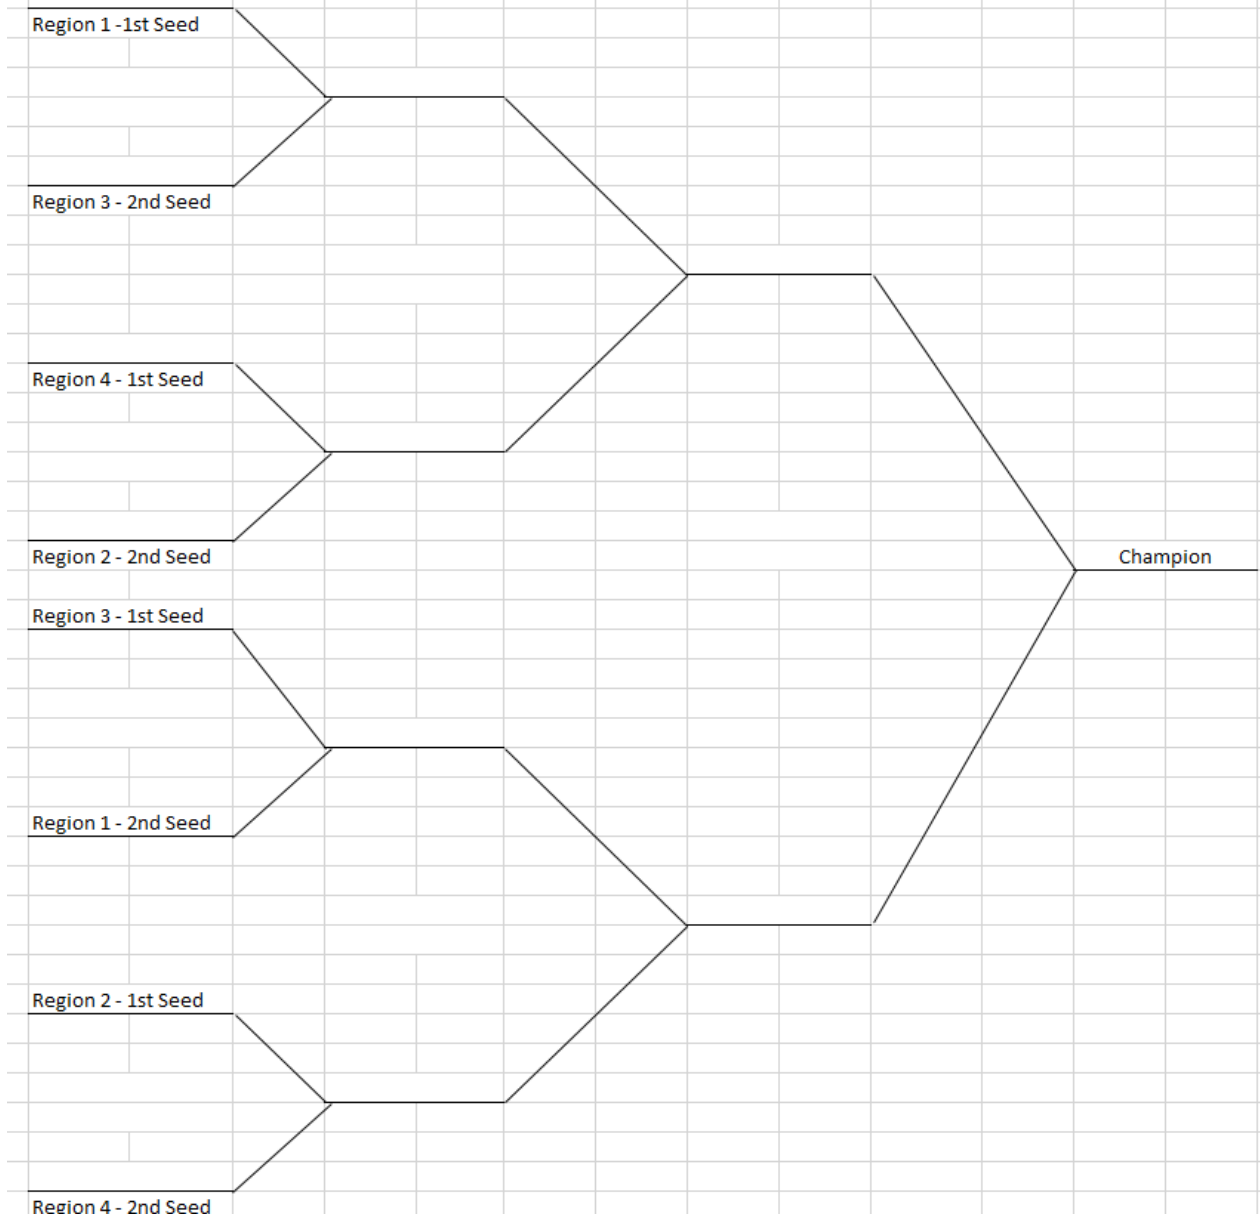 Region 1 -1st Seed
Region 3 - 2nd Seed
Region 4 - 1st Seed
Region 2 - 2nd Seed
Champion
Region 3 - 1st Seed
Region 1 - 2nd Seed
Region 2 - 1st Seed
Region 4 - 2nd Seed